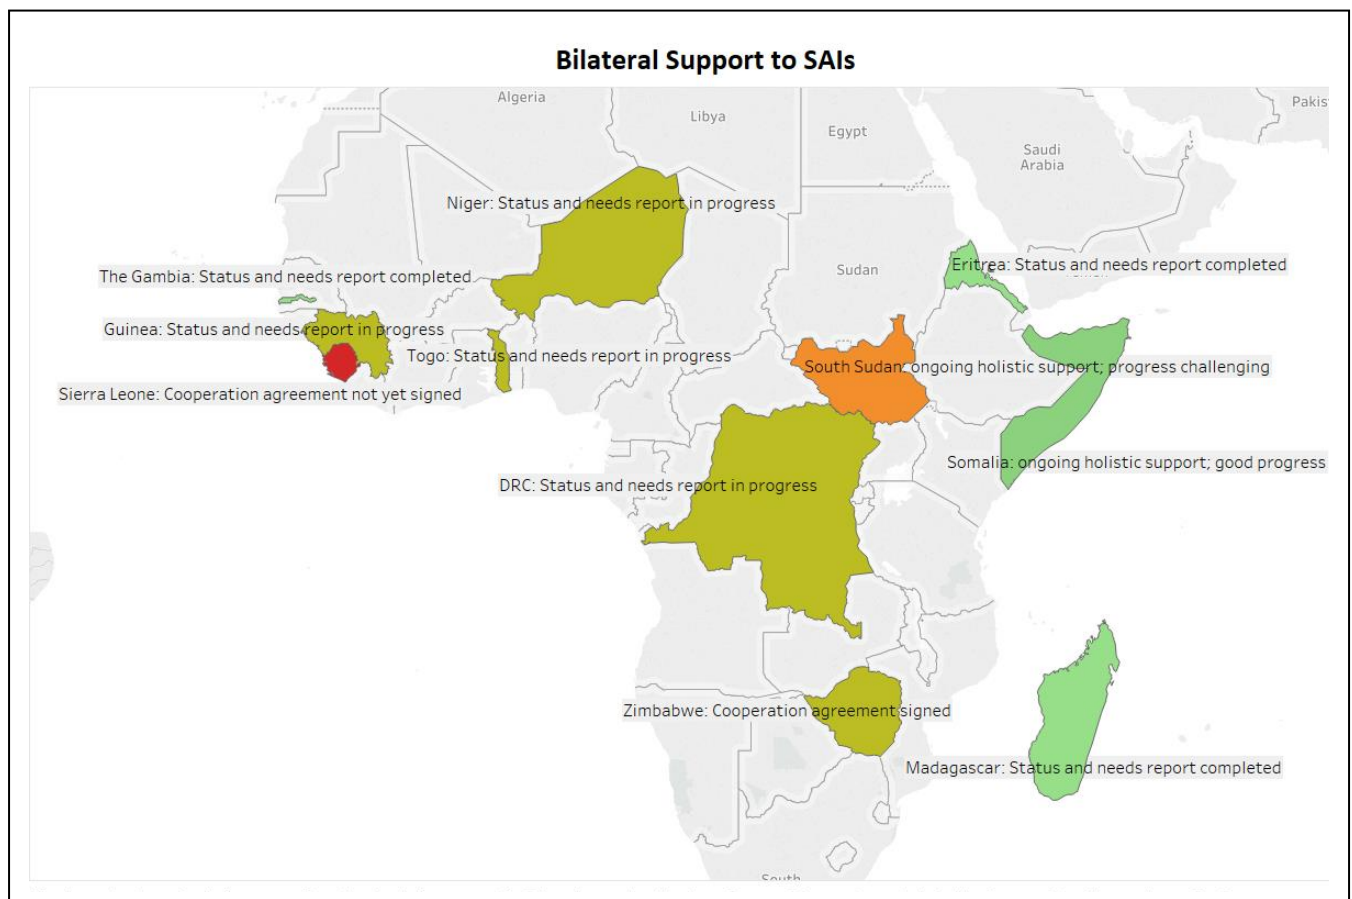 Bilateral Support to SAIs
Algeria
Libya
Egypt
Saudi
Arabia
Niger: Status and needs report in progress
Sudan
Eritrea: Status and needs report completed
The Gambia: Status and needs report completed
Guinea: Status and needs report in progress
Togo: Status and needs report in progress
South Sudan: ongoing holistic support; progress challenging
Sierra Leone: Cooperation agreement not yet signed
Somalia: ongoing holistic support; good progress
DRC: Status and needs report in progress
Zimbabwe: Cooperation agreement signed
Madagascar: Status and needs report completed
South